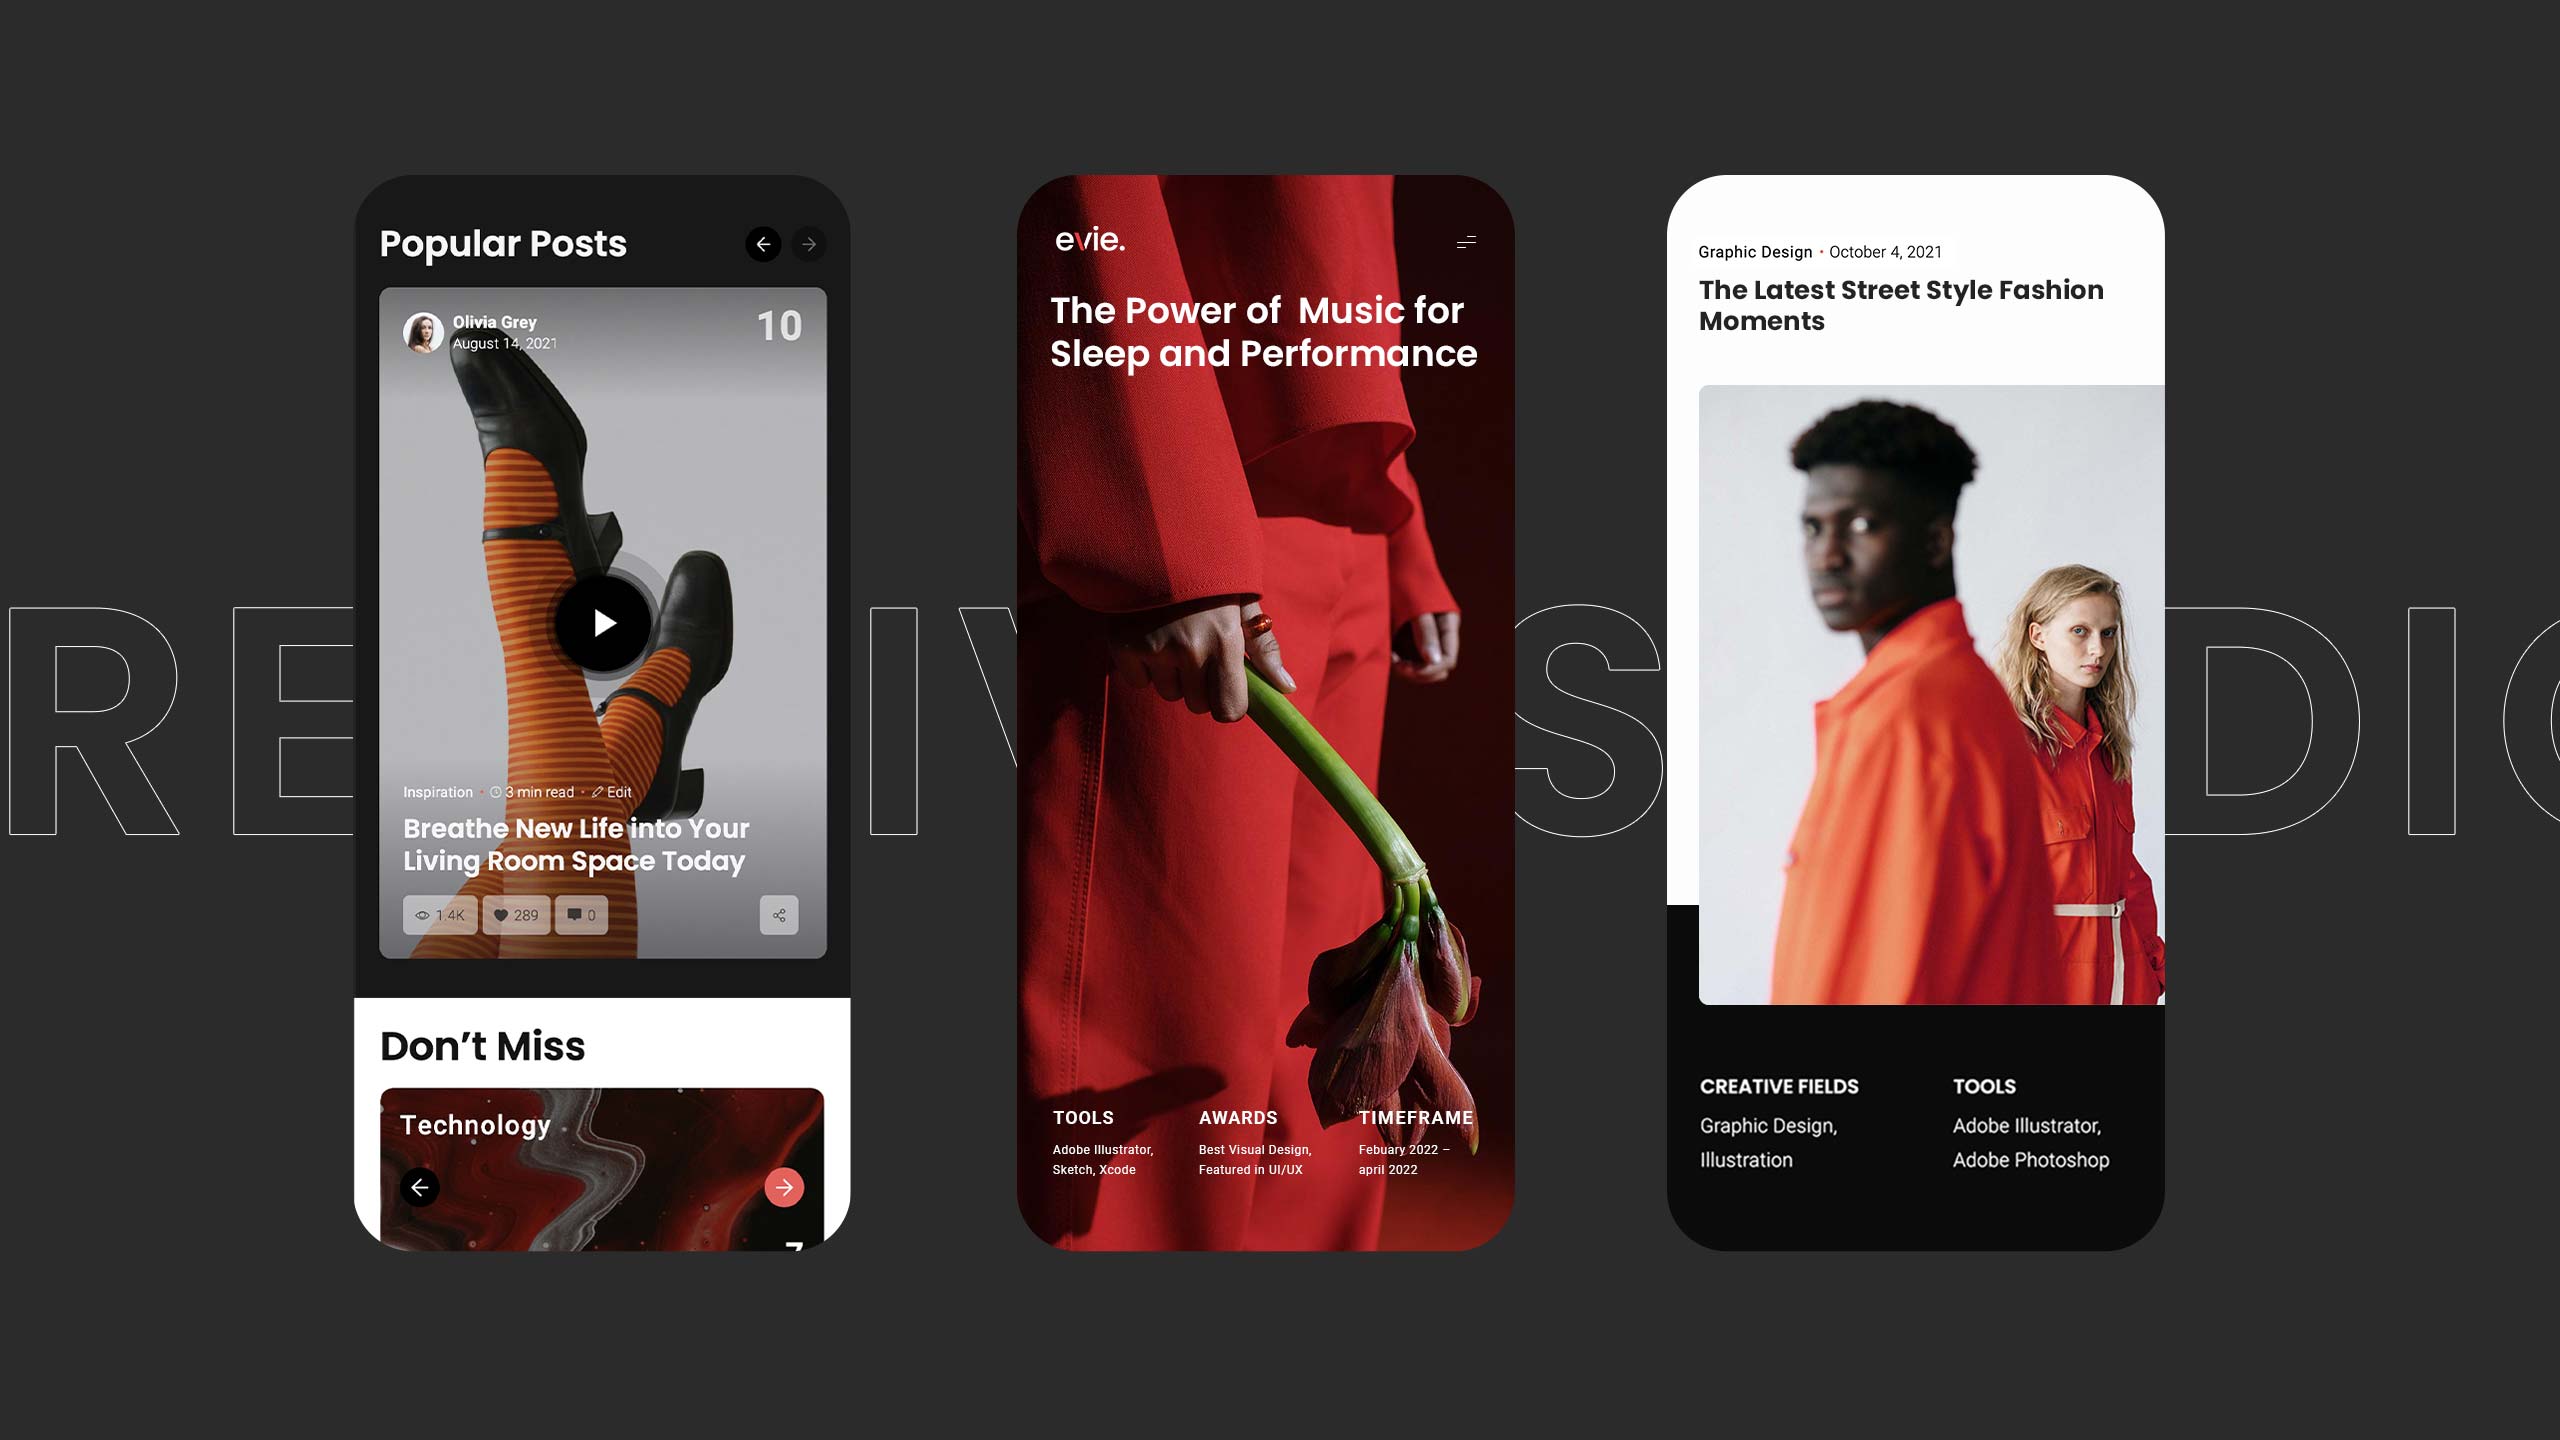 Popular Posts
Olivia Grey
August 14, 2021
10
Inspiration • 3 min read • Edit
Breathe New Life into Your
Living Room Space Today
1.4K 289 0
Don’t Miss
Technology
7
evie.
The Power of Music for
Sleep and Performance
TOOLS
Adobe Illustrator,
Sketch, Xcode
AWARDS
Best Visual Design,
Featured in UI/UX
TIMEFRAME
Febuary 2022 –
april 2022
Graphic Design • October 4, 2021
The Latest Street Style Fashion
Moments
CREATIVE FIELDS
Graphic Design,
Illustration
TOOLS
Adobe Illustrator,
Adobe Photoshop